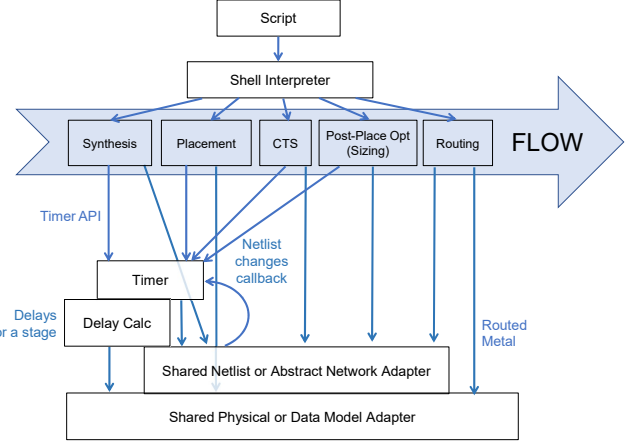 Script
Shell Interpreter
Synthesis
Placement
CTS
Post-Place Opt
(Sizing)
Routing
FLOW
Timer API
Netlist
changes
callback
Timer
Delays
or a stage
Delay Calc
Routed
Metal
Shared Netlist or Abstract Network Adapter
Shared Physical or Data Model Adapter